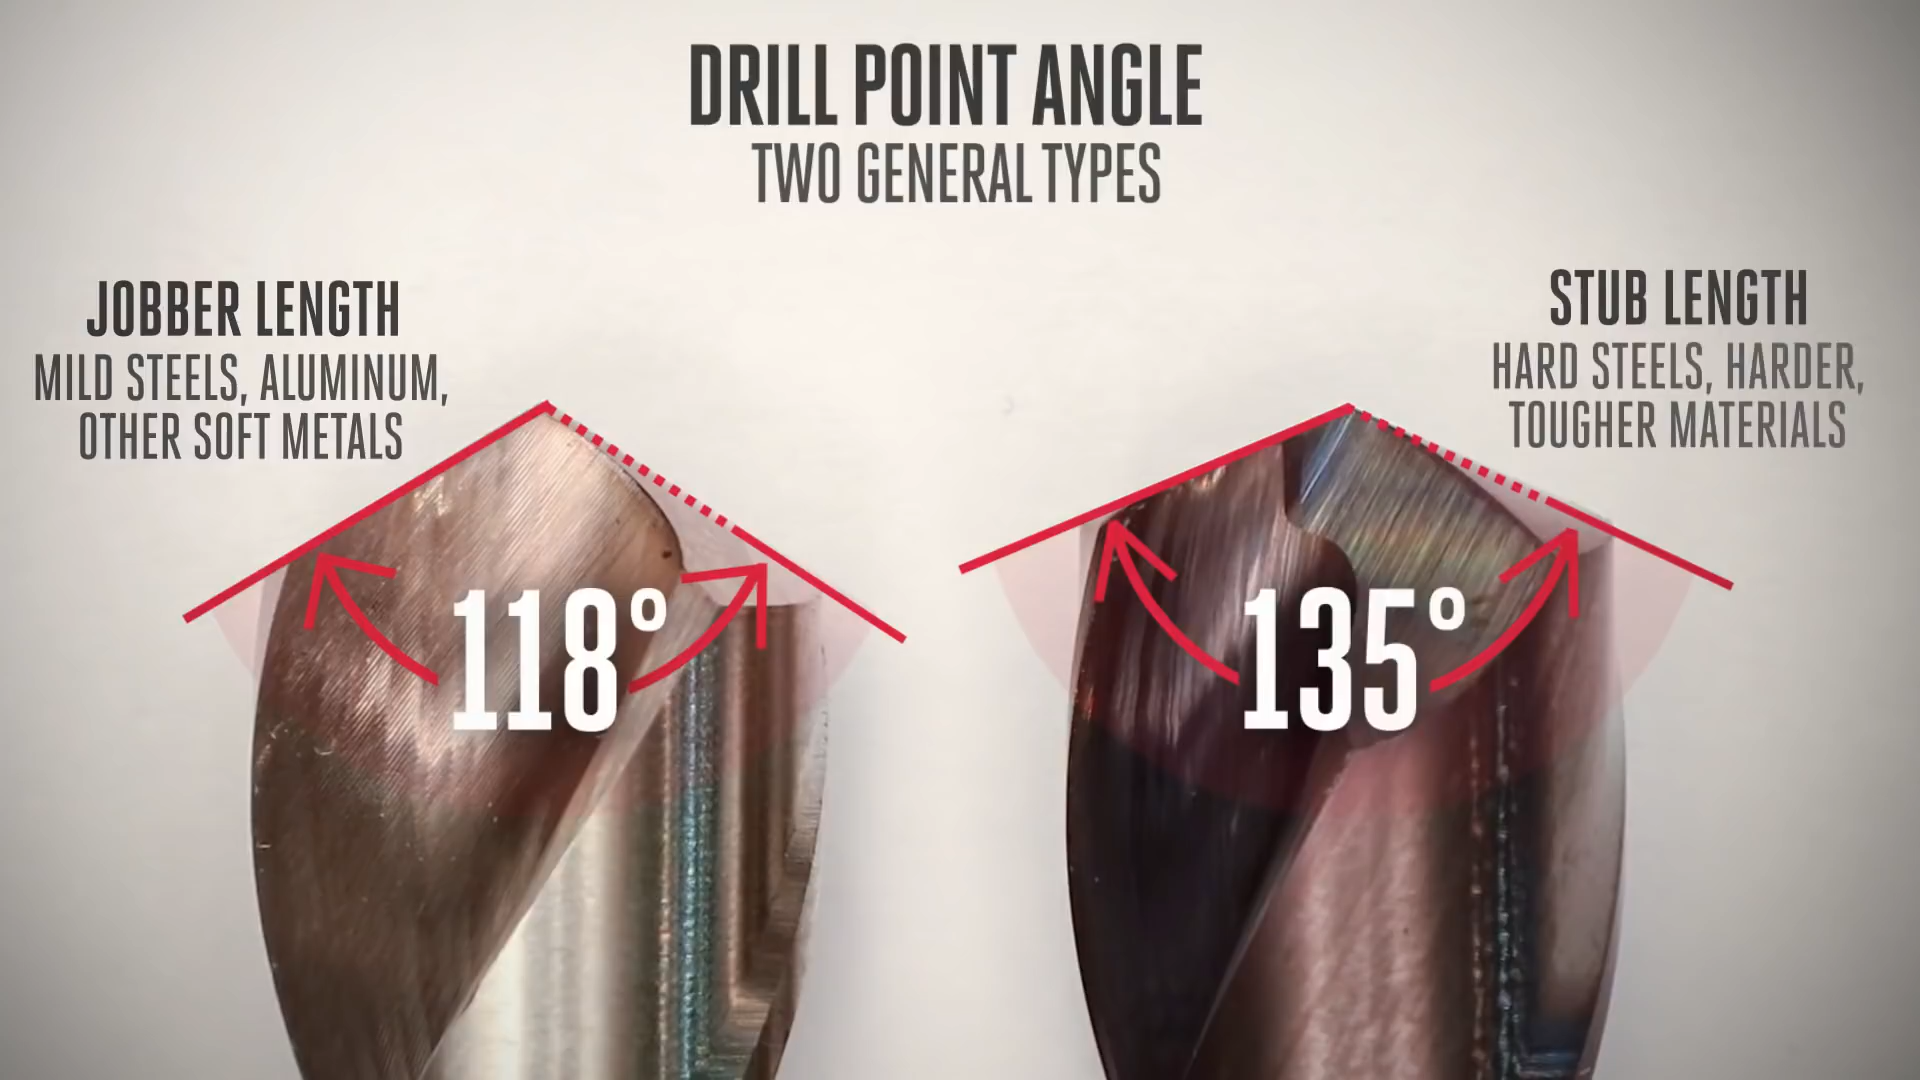 DRILL POINT ANGLE
TWO GENERAL TYPES
JOBBER LENGTH
MILD STEELS, ALUMINUM,
OTHER SOFT METALS
118°
STUB LENGTH
HARD STEELS, HARDER,
TOUGHER MATERIALS
135°